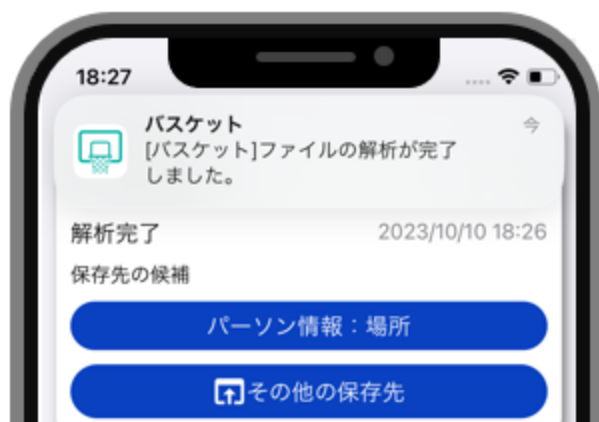 18:27
バスケット 今
[バスケット]ファイルの解析が完了
しました。
解析完了 2023/10/10 18:26
保存先の候補
パーソン情報：場所
その他の保存先